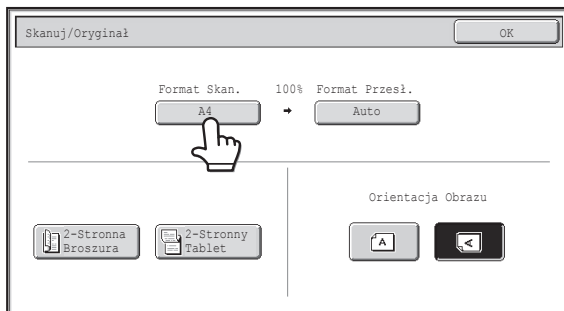 Skanuj/Oryginał
OK
Format Skan. 100% Format Przesł.
A4 Auto
Orientacja Obrazu
2-Stronna
Broszura
2-Stronny
Tablet
A A